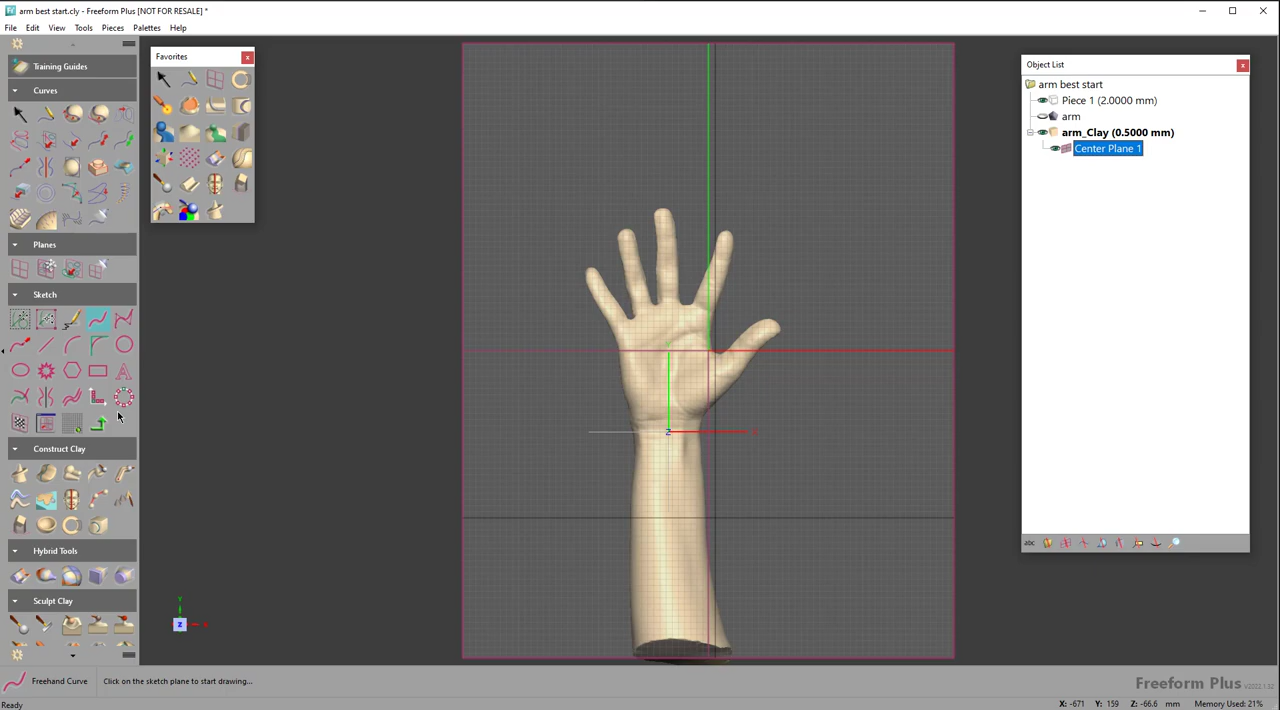 arm best start.cly - Freeform Plus [NOT FOR RESALE] *
File Edit View Tools Pieces Palettes Help
Training Guides
Curves
Planes
Sketch
Construct Clay
Hybrid Tools
Sculpt Clay
Favorites
Object List
arm best start
Piece 1 (2.0000 mm)
arm
arm_Clay (0.5000 mm)
Center Plane 1
abc
Z
Y
Z
Freehand Curve
Click on the sketch plane to start drawing...
Freeform Plus V2022.1.32
Ready
X: -671 Y: 159 Z: -66.6 mm Memory Used: 21%